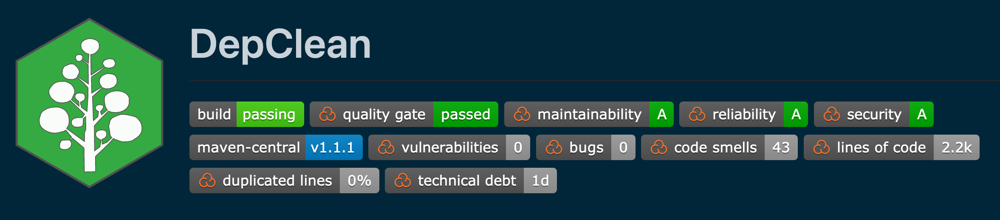 DepClean
build passing quality gate passed maintainability A reliability A security A
maven-central v1.1.1 vulnerabilities 0 bugs 0 code smells 43 lines of code 2.2k
duplicated lines 0% technical debt 1d